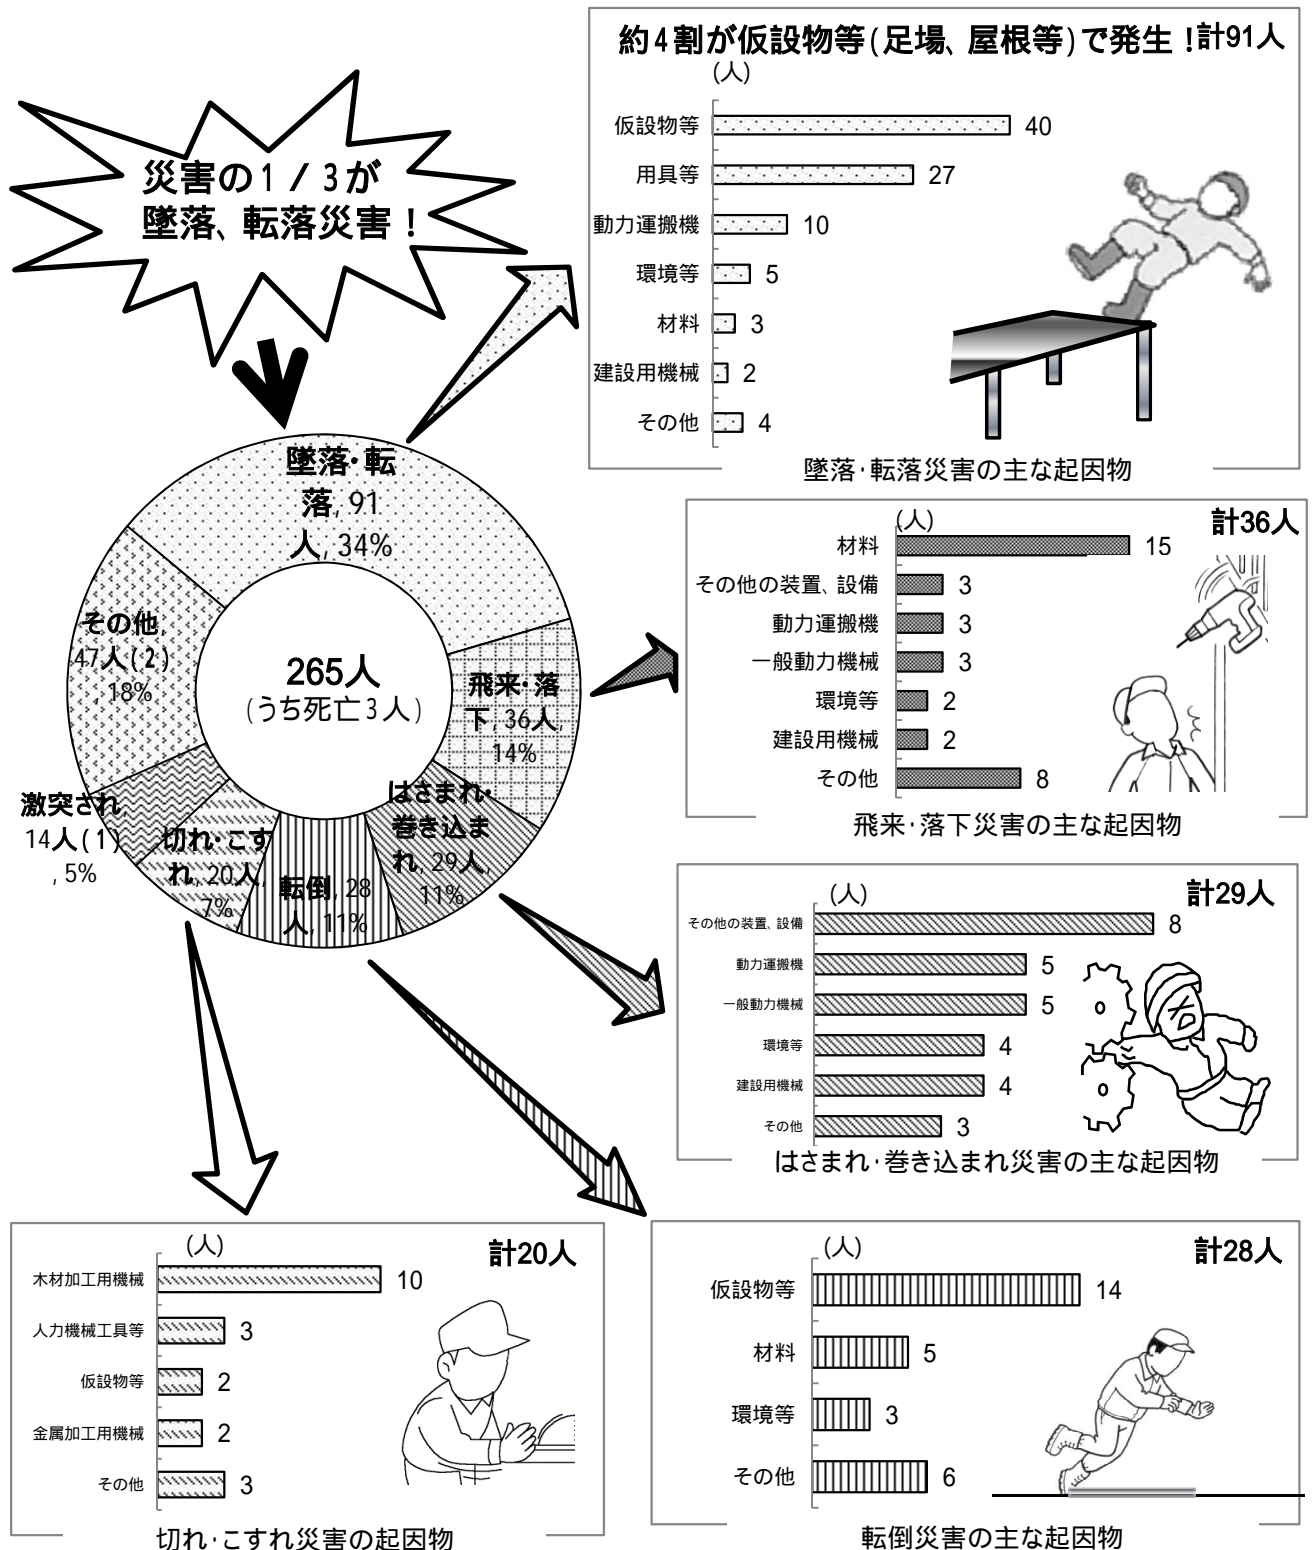 約4割が仮設物等(足場、屋根等)で発生！計91人
(人)
仮設物等 40
用具等 27
動力運搬機 10
環境等 5
材料 3
建設用機械 2
その他 4
墜落・転落災害の主な起因物
災害の1／3が
墜落、転落災害！
墜落・転
落, 91
人, 34%
飛来・落
下, 36人,
14%
はさまれ・
巻き込ま
れ, 29人,
11%
転倒, 28
人, 11%
切れ・こす
れ, 20人,
7%
激突され,
14人(1)
, 5%
その他,
47人(2)
, 18%
265人
(うち死亡3人)
計36人
(人)
材料 15
その他の装置、設備 3
動力運搬機 3
一般動力機械 3
環境等 2
建設用機械 2
その他 8
飛来・落下災害の主な起因物
計29人
(人)
その他の装置、設備 8
動力運搬機 5
一般動力機械 5
環境等 4
建設用機械 4
その他 3
はさまれ・巻き込まれ災害の主な起因物
計20人
(人)
木材加工用機械 10
人力機械工具等 3
仮設物等 2
金属加工用機械 2
その他 3
切れ・こすれ災害の起因物
計28人
(人)
仮設物等 14
材料 5
環境等 3
その他 6
転倒災害の主な起因物